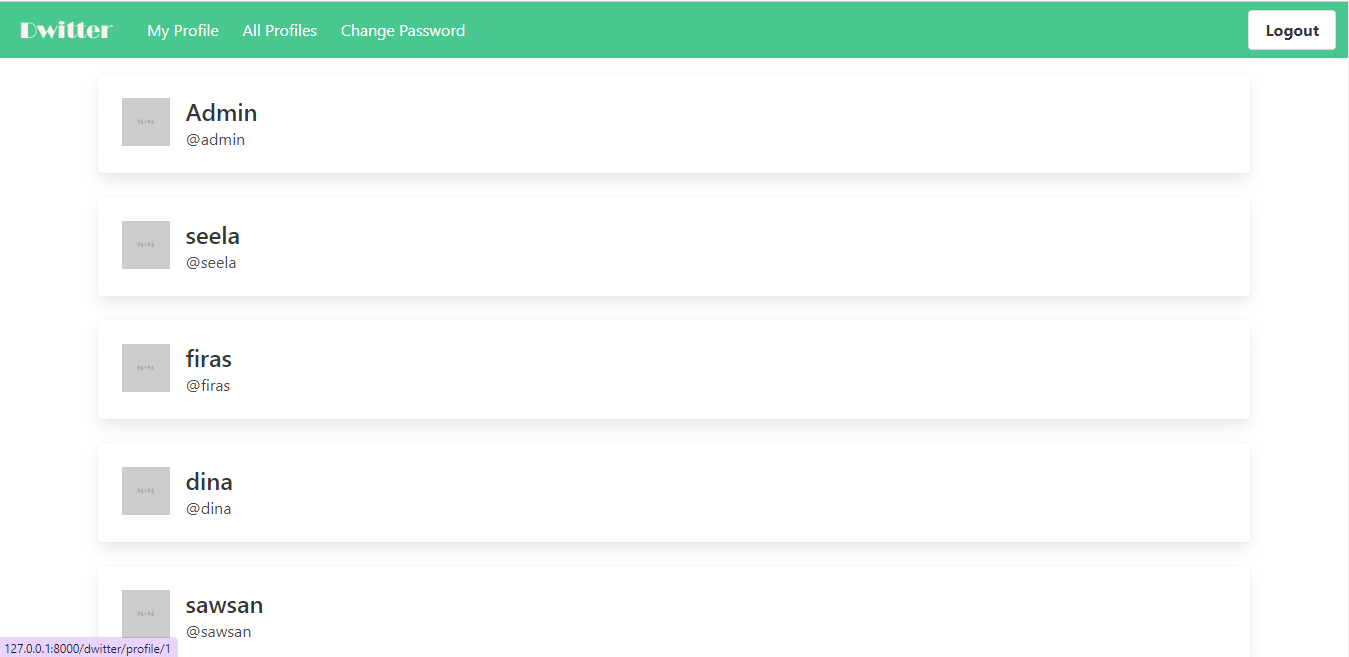 Dwitter My Profile All Profiles Change Password Logout
Admin
@admin
seela
@seela
firas
@firas
dina
@dina
sawsan
@sawsan
127.0.0.1:8000/dwitter/profile/1